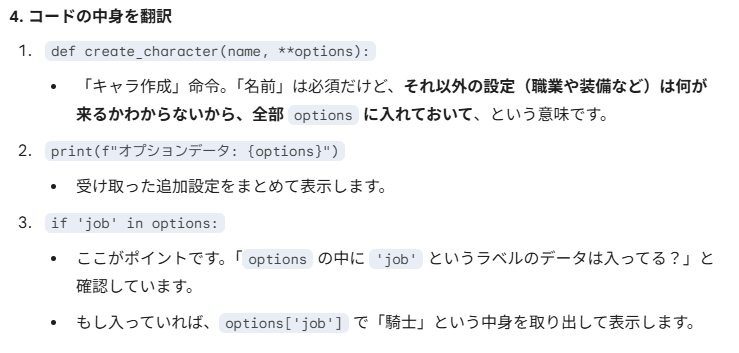 4. コードの中身を翻訳
1. def create_character(name, **options):
• 「キャラ作成」命令。「名前」は必須だけど、それ以外の設定（職業や装備など）は何が
来るかわからないから、全部 options に入れておいて、という意味です。
2. print(f"オプションデータ: {options}")
• 受け取った追加設定をまとめて表示します。
3. if 'job' in options:
• ここがポイントです。「options の中に 'job' というラベルのデータは入ってる？」と
確認しています。
• もし入っていれば、options['job'] で「騎士」という中身を取り出して表示します。